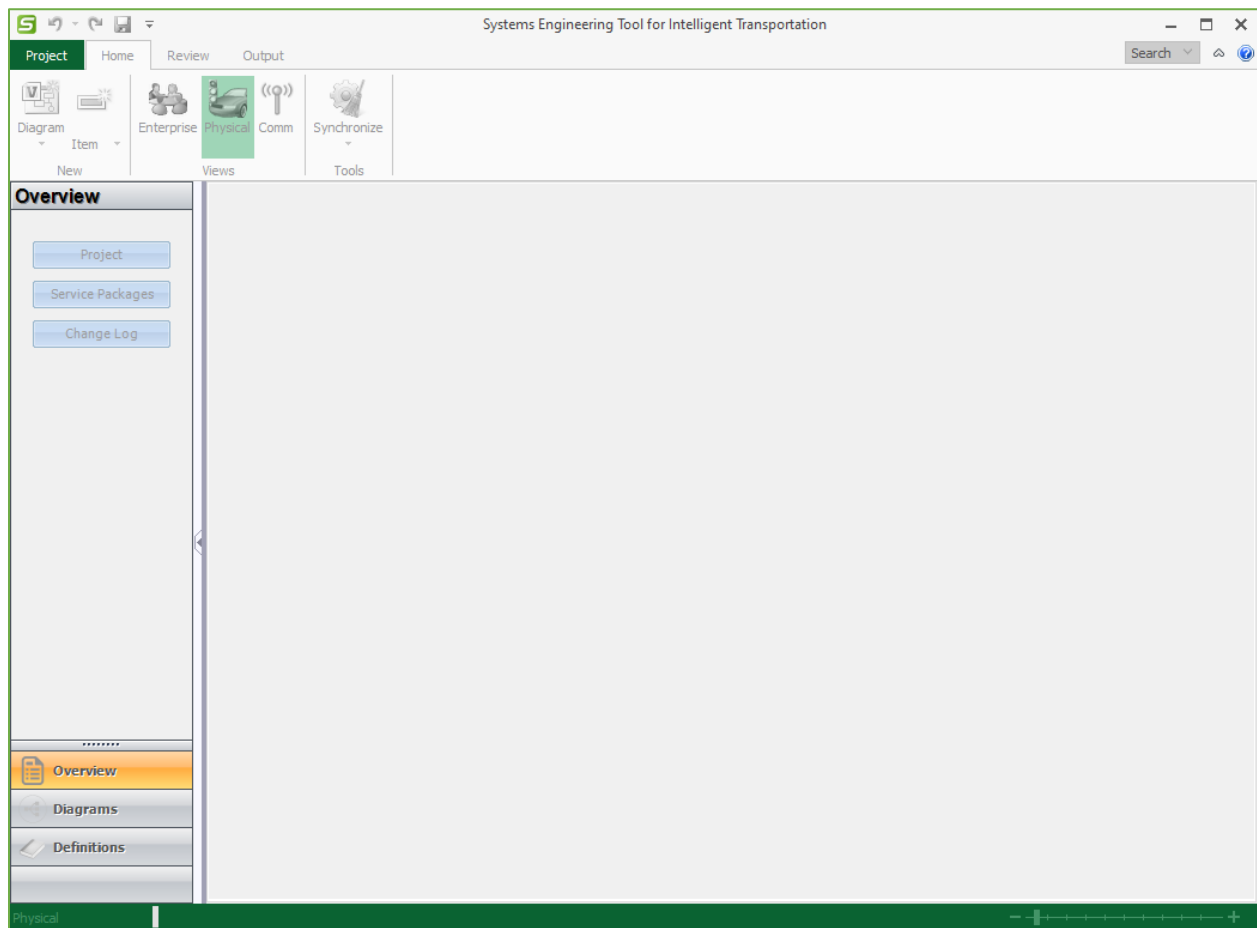 Systems Engineering Tool for Intelligent Transportation
Project Home Review Output Search
Diagram Item Enterprise Physical Comm Synchronize
New Views Tools
Overview
Project
Service Packages
Change Log
Overview
Diagrams
Definitions
Physical